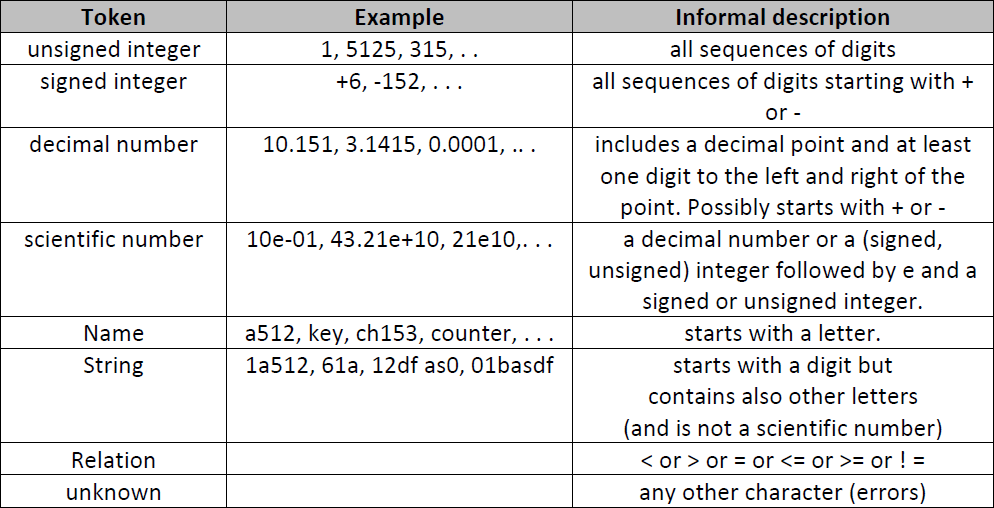 Token Example Informal description
unsigned integer 1, 5125, 315, . . all sequences of digits
signed integer +6, -152, . . . all sequences of digits starting with +
or -
decimal number 10.151, 3.1415, 0.0001, .. . includes a decimal point and at least
one digit to the left and right of the
point. Possibly starts with + or -
scientific number 10e-01, 43.21e+10, 21e10,. . . a decimal number or a (signed,
unsigned) integer followed by e and a
signed or unsigned integer.
Name a512, key, ch153, counter, . . . starts with a letter.
String 1a512, 61a, 12df as0, 01basdf starts with a digit but
contains also other letters
(and is not a scientific number)
Relation < or > or = or <= or >= or ! =
unknown any other character (errors)